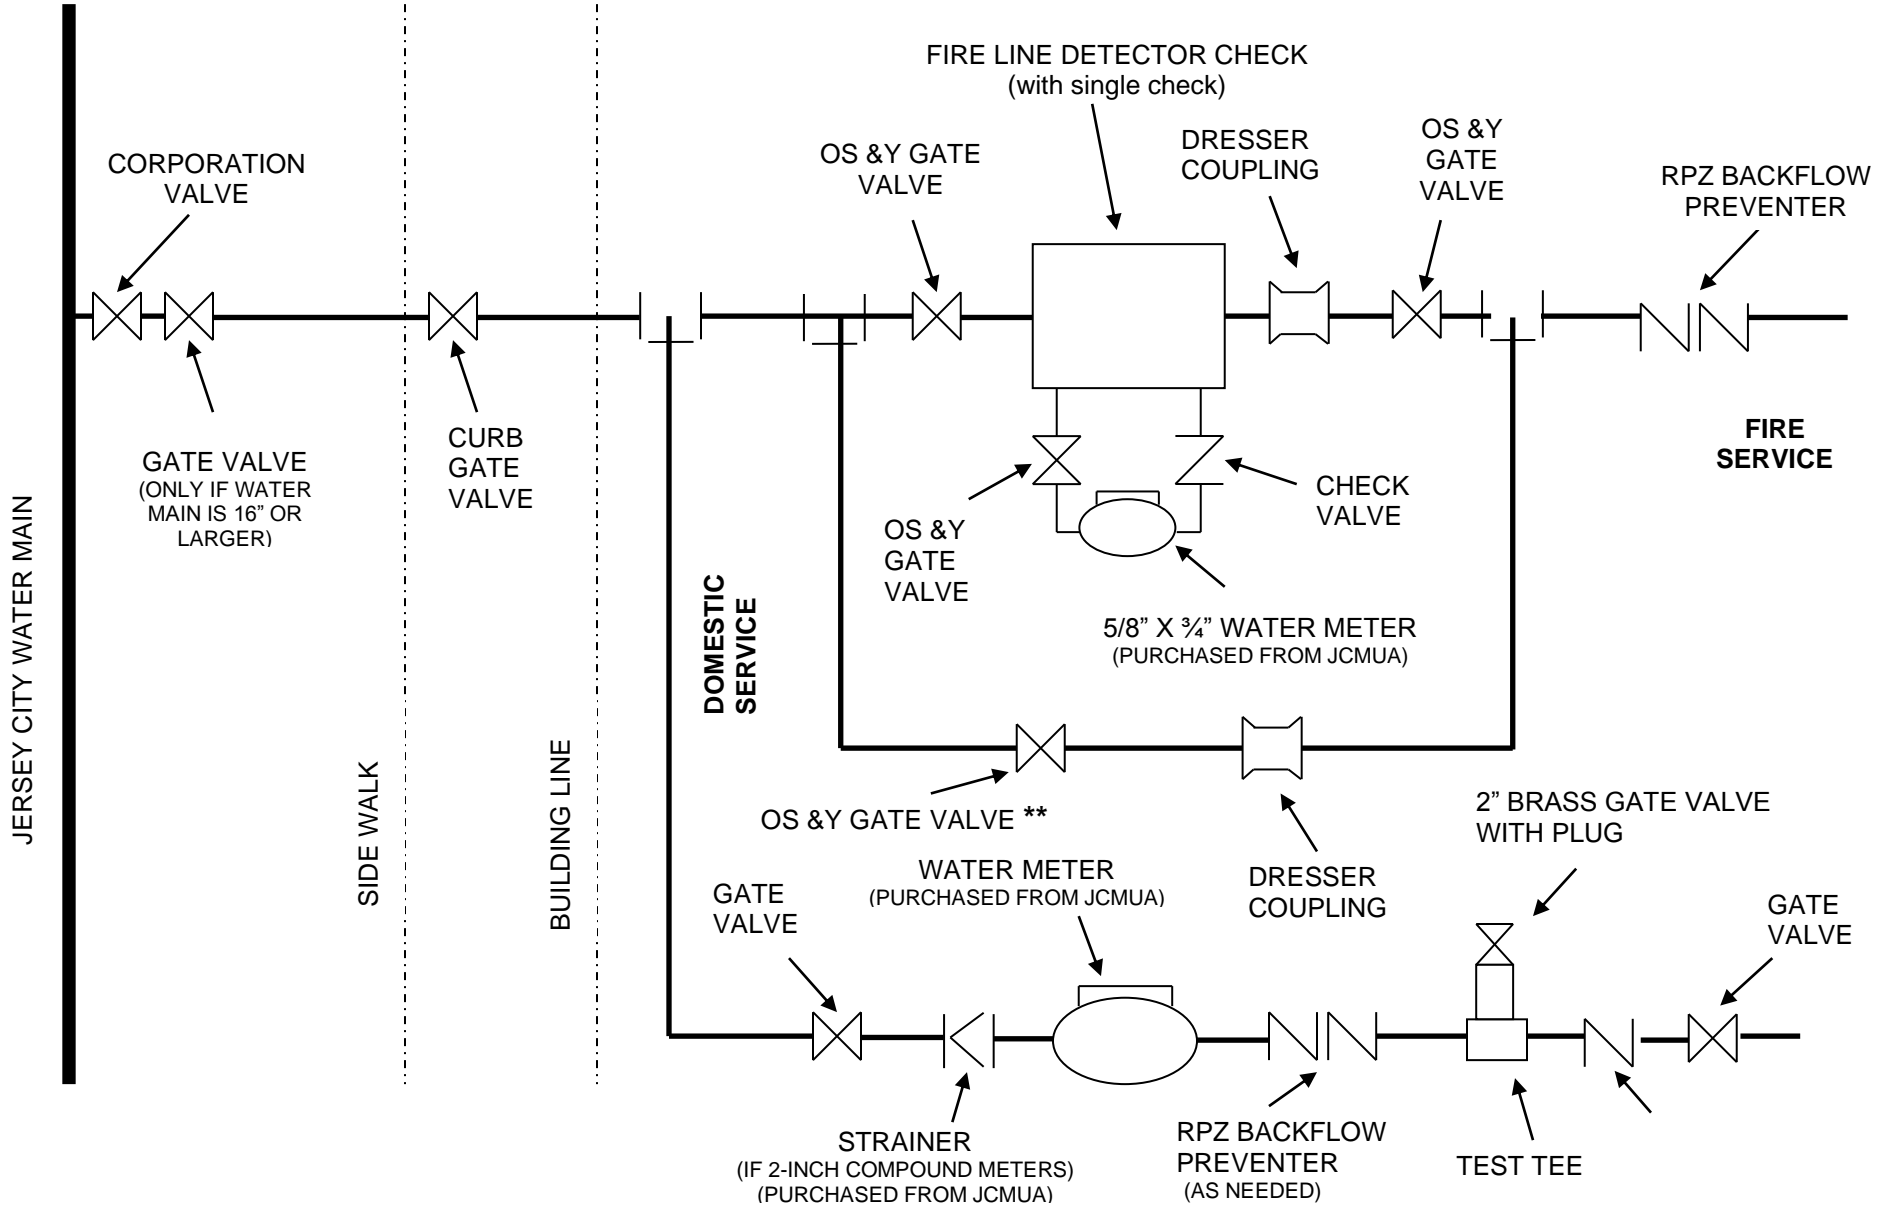 FIRE LINE DETECTOR CHECK
(with single check)
CORPORATION
VALVE
OS &Y GATE
VALVE
DRESSER
COUPLING
OS &Y
GATE
VALVE
RPZ BACKFLOW
PREVENTER
GATE VALVE
(ONLY IF WATER
MAIN IS 16” OR
LARGER)
CURB
GATE
VALVE
OS &Y
GATE
VALVE
CHECK
VALVE
FIRE
SERVICE
5/8” X ¾” WATER METER
(PURCHASED FROM JCMUA)
JERSEY CITY WATER MAIN
SIDE WALK
BUILDING LINE
DOMESTIC
SERVICE
OS &Y GATE VALVE **
DRESSER
COUPLING
2” BRASS GATE VALVE
WITH PLUG
GATE
VALVE
WATER METER
(PURCHASED FROM JCMUA)
GATE
VALVE
STRAINER
(IF 2-INCH COMPOUND METERS)
(PURCHASED FROM JCMUA)
RPZ BACKFLOW
PREVENTER
(AS NEEDED)
TEST TEE